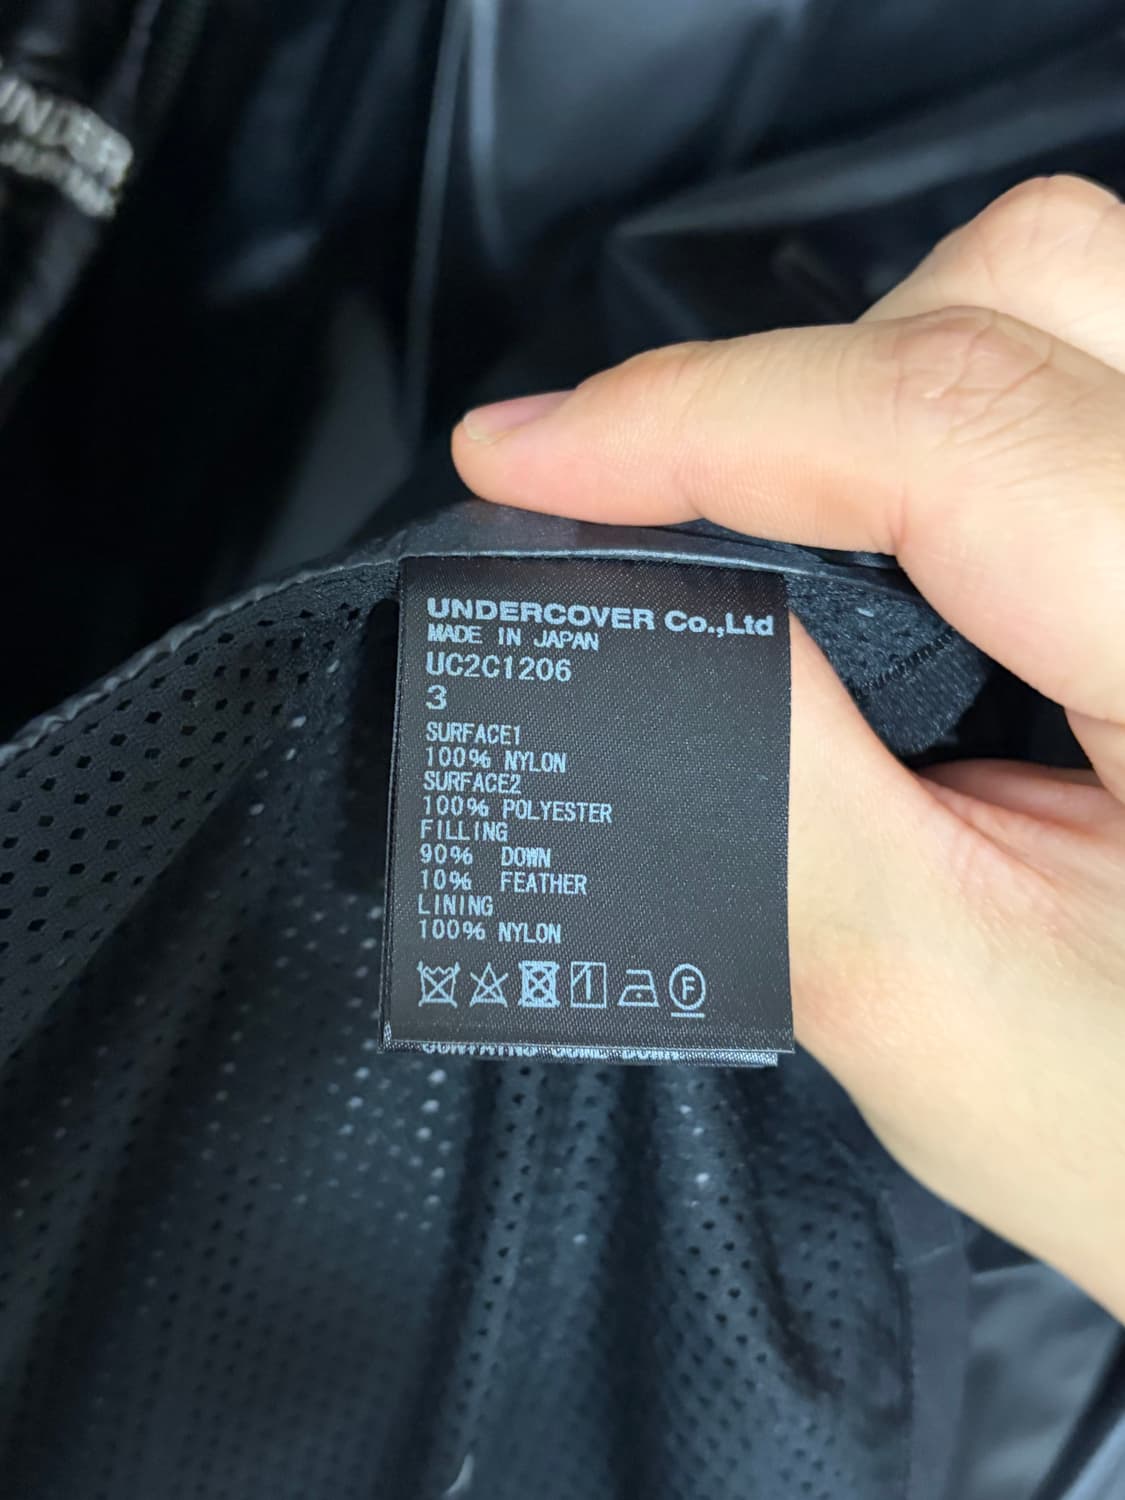 UNDER
UNDERCOVER Co.,Ltd
MADE IN JAPAN
UC2C1206
3
SURFACE1
100% NYLON
SURFACE2
100% POLYESTER
FILLING
90% DOWN
10% FEATHER
LINING
100% NYLON
F